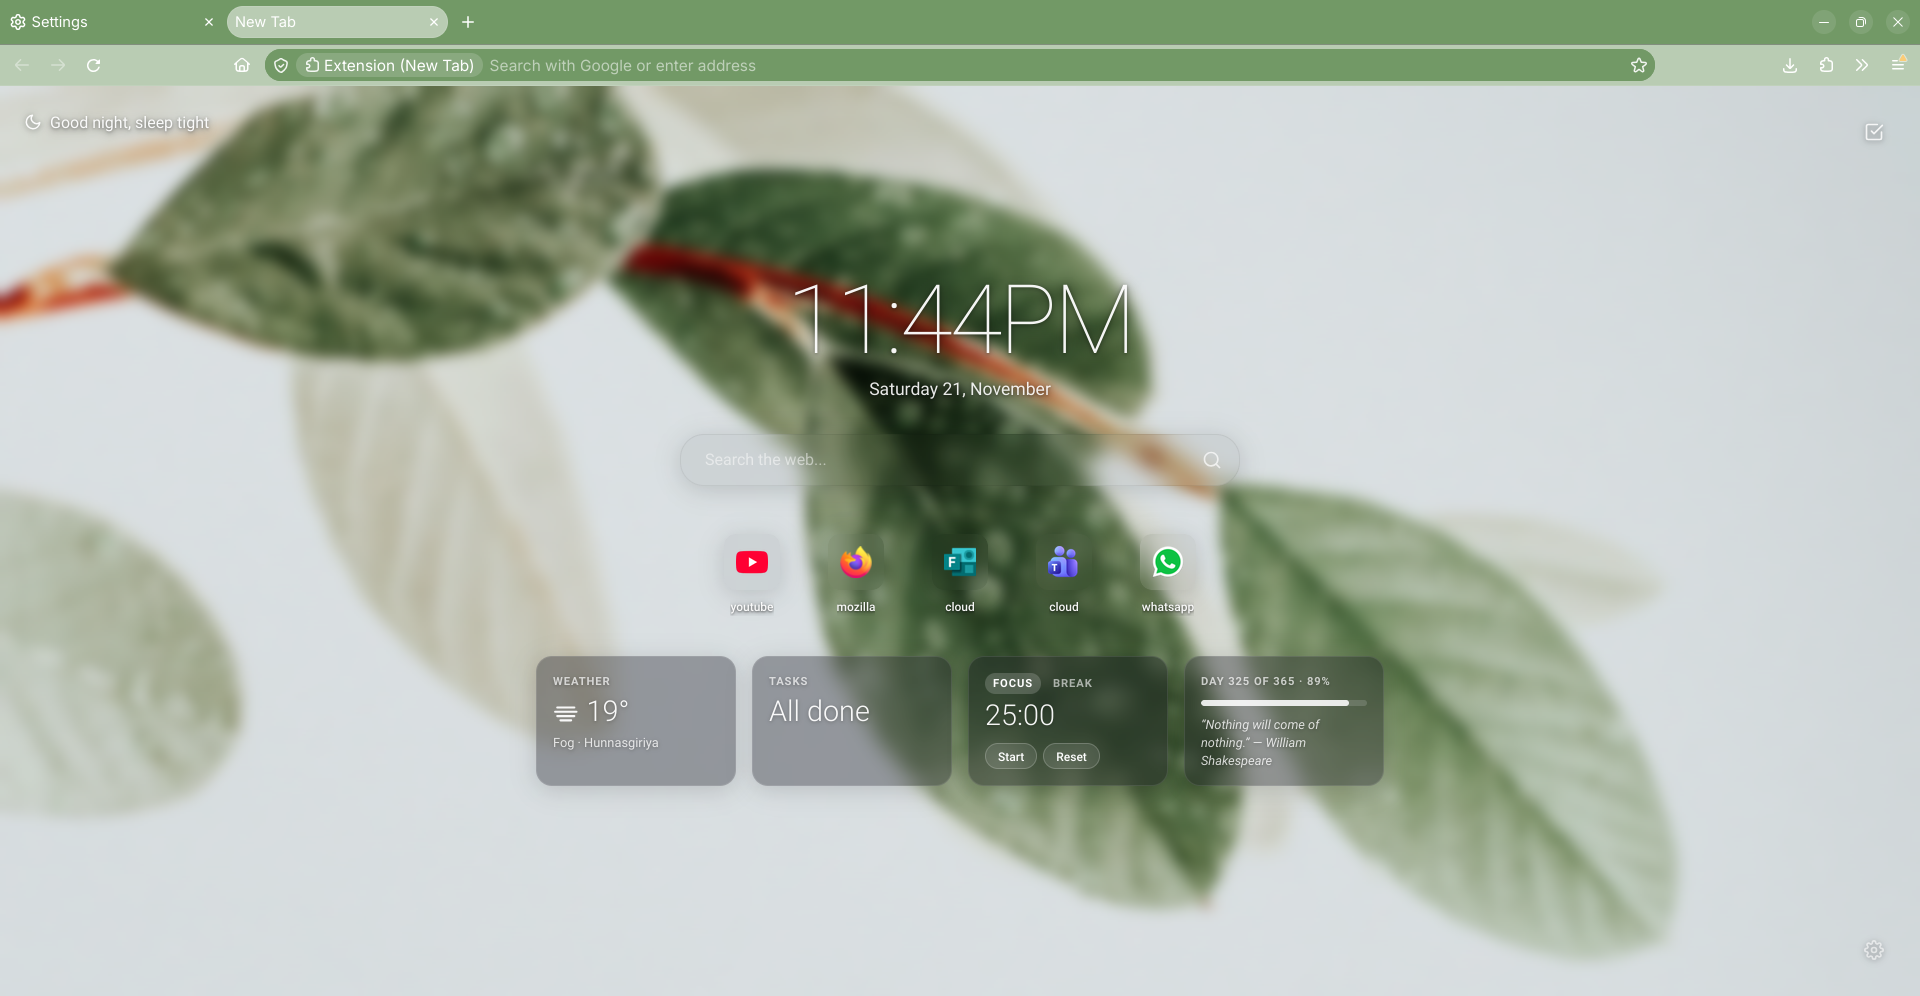 Settings
New Tab
Extension (New Tab)
Search with Google or enter address
Good night, sleep tight
11:44PM
Saturday 21, November
Search the web...
youtube
mozilla
F
cloud
T
cloud
whatsapp
WEATHER
19°
Fog · Hunnasgiriya
TASKS
All done
FOCUS BREAK
25:00
Start Reset
DAY 325 OF 365 · 89%
“Nothing will come of
nothing.” — William
Shakespeare